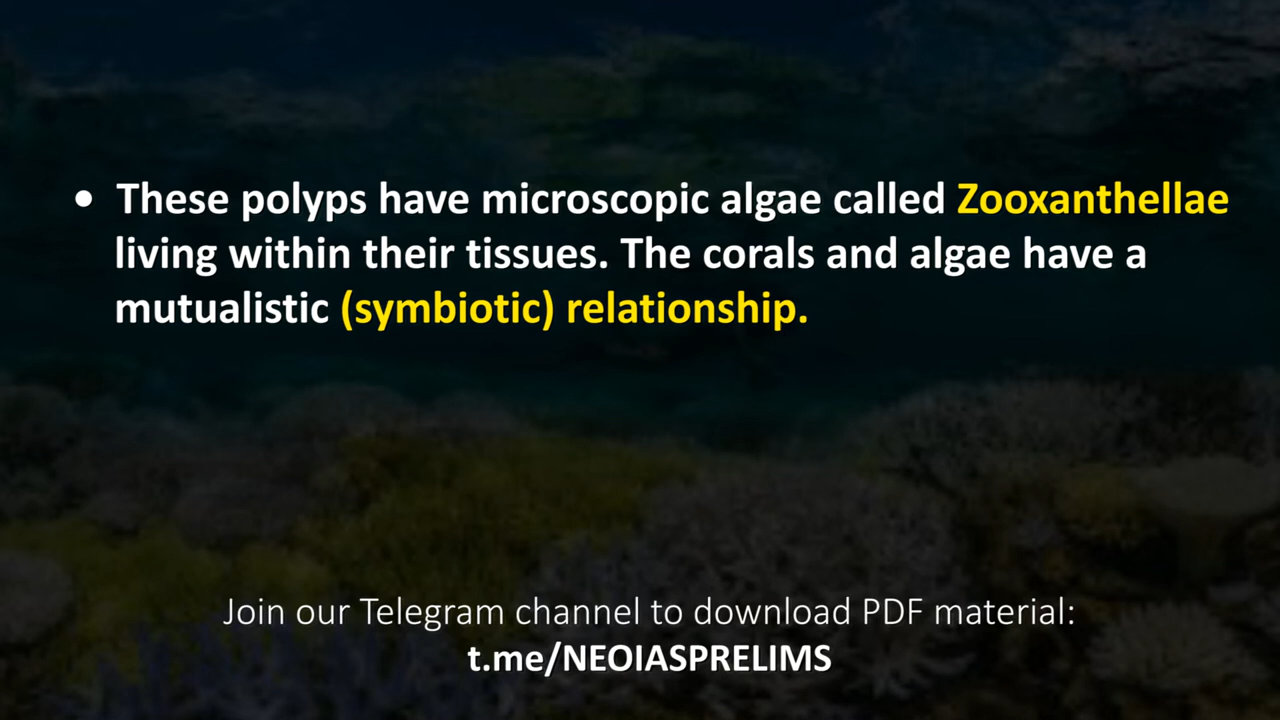 • These polyps have microscopic algae called Zooxanthellae
living within their tissues. The corals and algae have a
mutualistic (symbiotic) relationship.
Join our Telegram channel to download PDF material:
t.me/NEOIASPRELIMS